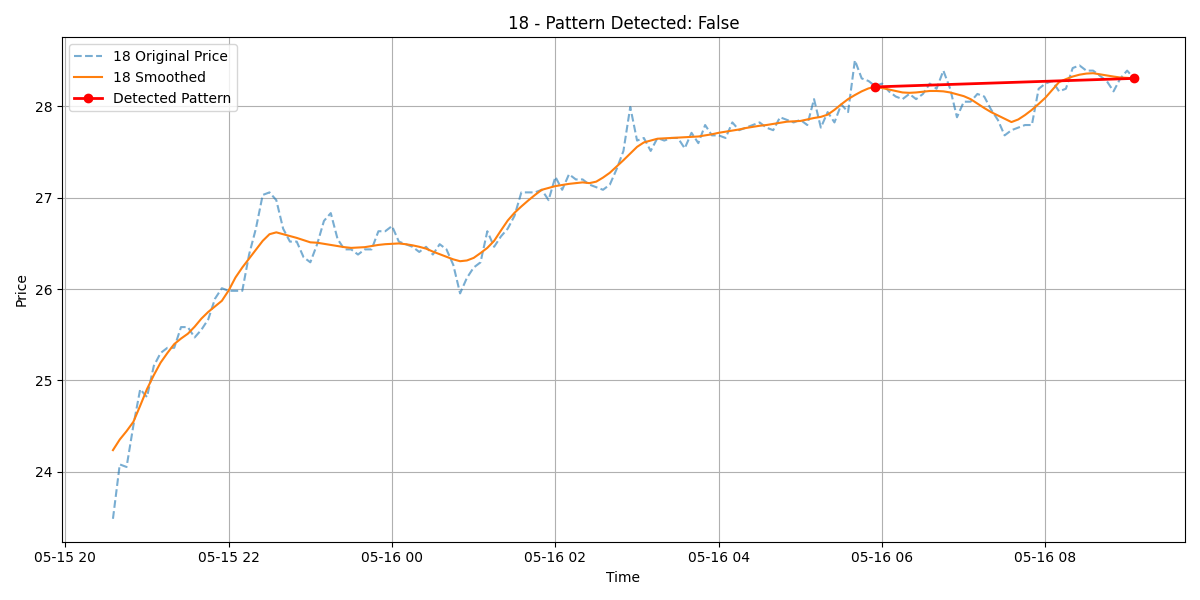 18 - Pattern Detected: False
18 Original Price
18 Smoothed
Detected Pattern
Price
28
27
26
25
24
05-15 20
05-15 22
05-16 00
05-16 02
05-16 04
05-16 06
05-16 08
Time